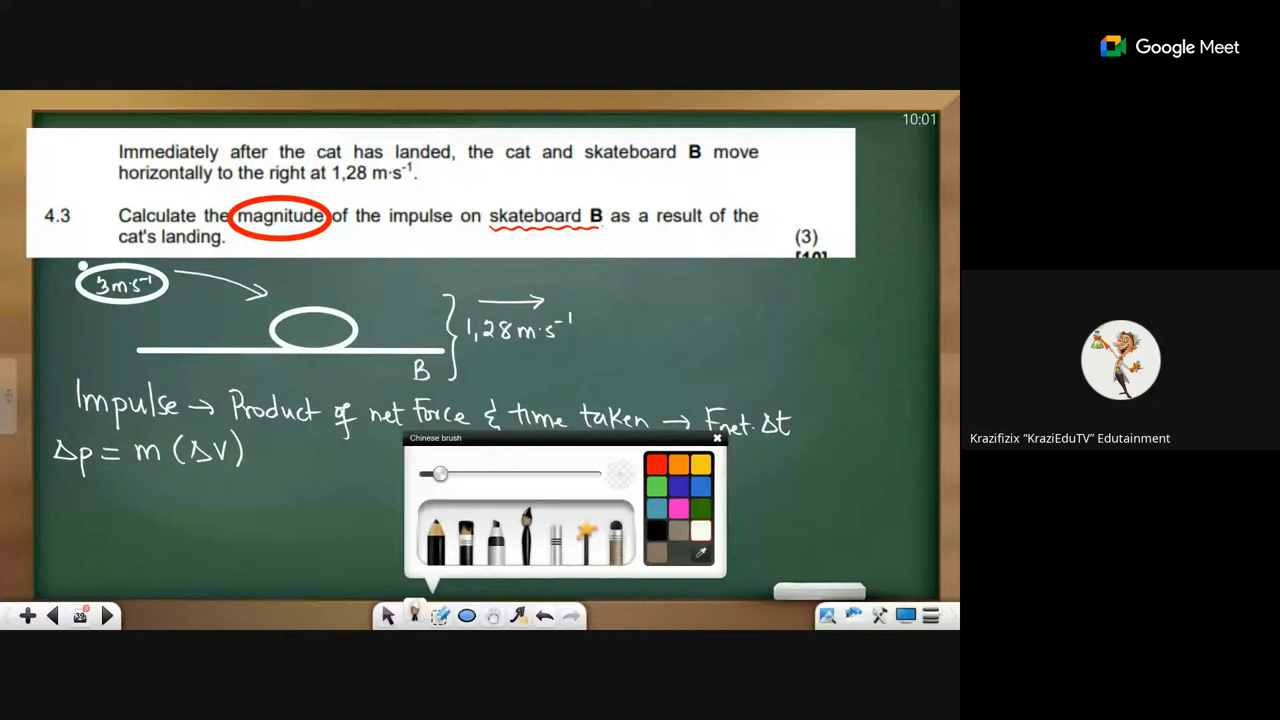 Google Meet
10:01
Immediately after the cat has landed, the cat and skateboard B move
horizontally to the right at 1,28 m·s⁻¹.
4.3 Calculate the magnitude of the impulse on skateboard B as a result of the
cat's landing. (3)
3m·s⁻¹
1,28m·s⁻¹
B
Impulse → Product of net force & time taken → Fnet·Δt
Δp = m (Δv)
Chinese brush
Krazifizix “KraziEduTV” Edutainment